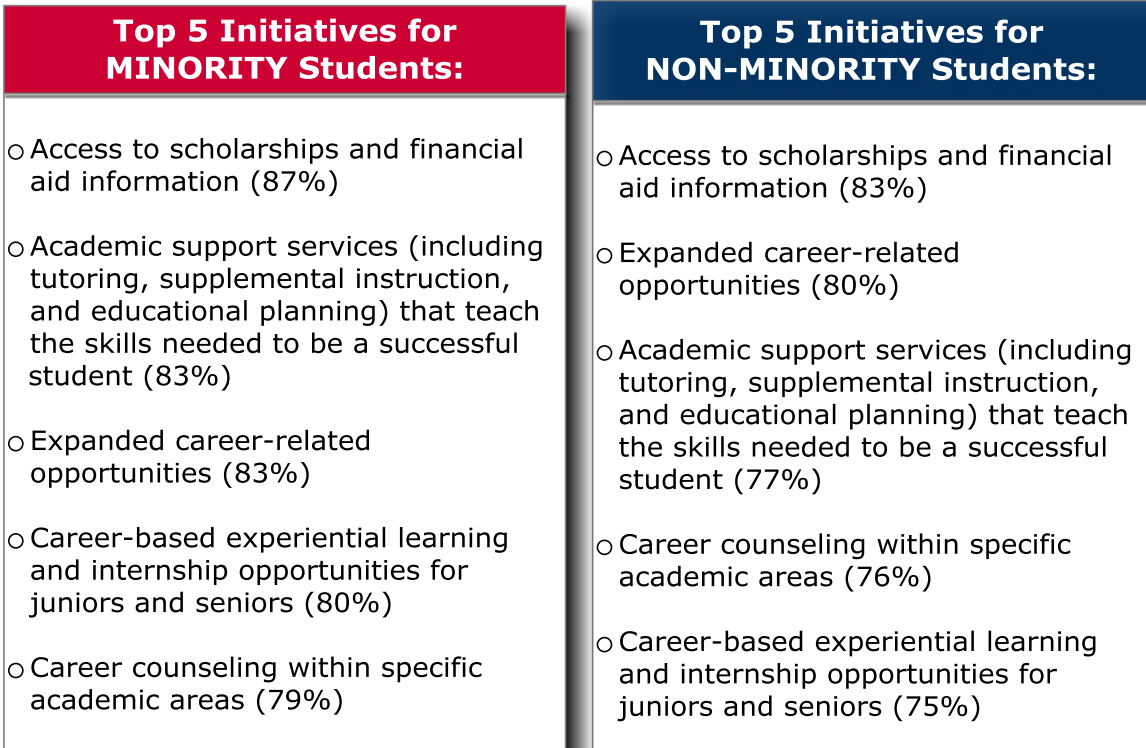 Top 5 Initiatives for
MINORITY Students:
○ Access to scholarships and financial
aid information (87%)
○ Academic support services (including
tutoring, supplemental instruction,
and educational planning) that teach
the skills needed to be a successful
student (83%)
○ Expanded career-related
opportunities (83%)
○ Career-based experiential learning
and internship opportunities for
juniors and seniors (80%)
○ Career counseling within specific
academic areas (79%)
Top 5 Initiatives for
NON-MINORITY Students:
○ Access to scholarships and financial
aid information (83%)
○ Expanded career-related
opportunities (80%)
○ Academic support services (including
tutoring, supplemental instruction,
and educational planning) that teach
the skills needed to be a successful
student (77%)
○ Career counseling within specific
academic areas (76%)
○ Career-based experiential learning
and internship opportunities for
juniors and seniors (75%)